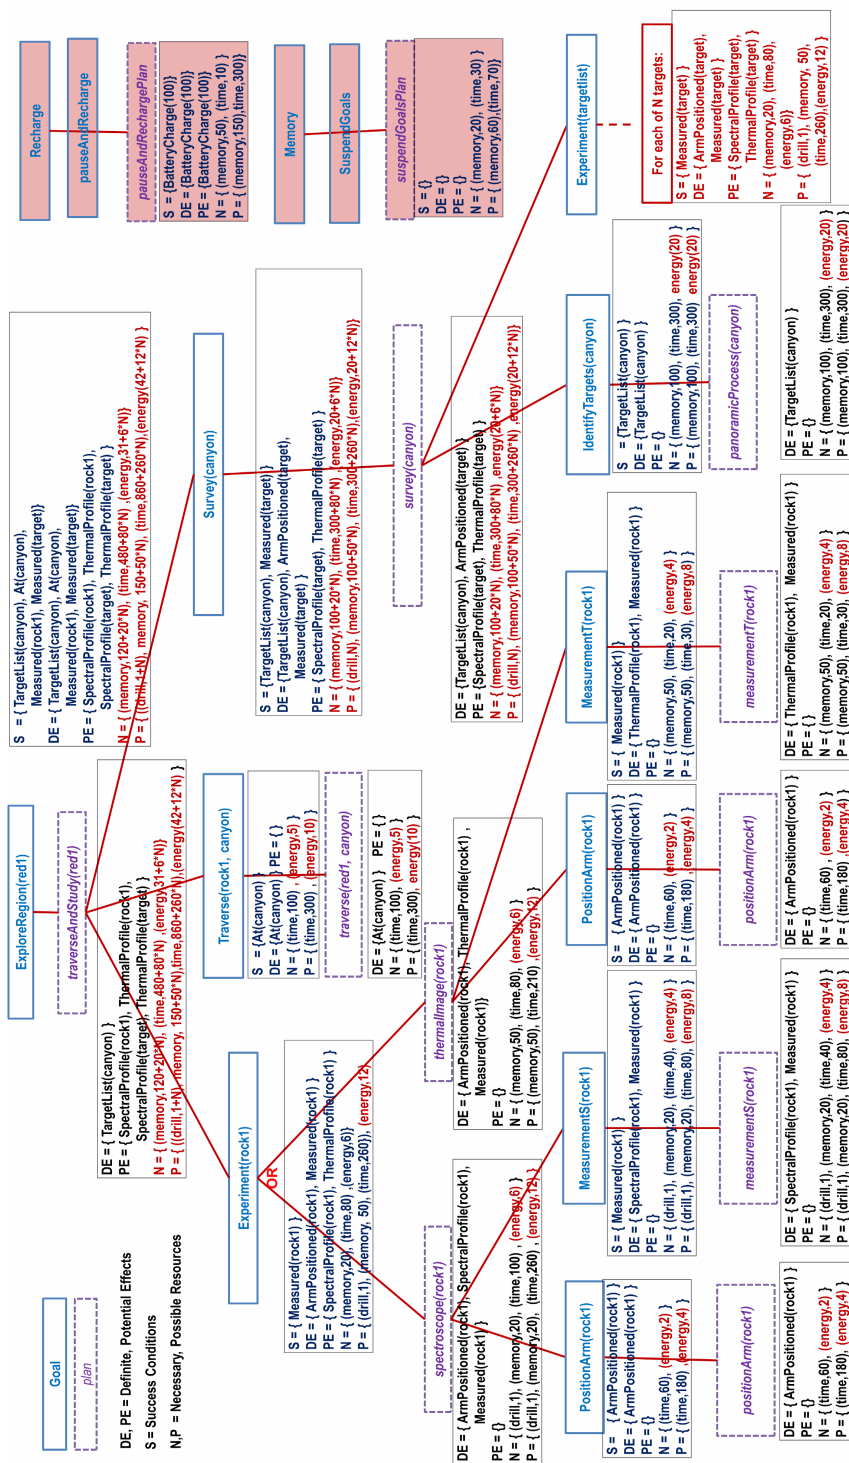 Goal
plan
DE, PE = Definite, Potential Effects
S = Success Conditions
N,P = Necessary, Possible Resources
ExploreRegion(red1)
traverseAndStudy(red1)
DE = { TargetList(canyon) }
PE = { SpectralProfile(rock1), ThermalProfile(rock1),
SpectralProfile(target), ThermalProfile(target) }
N = { (memory,120+20*N), (time,480+80*N) ,(energy,31+6*N)}
P = { ((drill,1+N), (memory, 150+50*N),time,860+260*N),(energy(42+12*N) }
S = { TargetList(canyon), At(canyon),
Measured(rock1), Measured(target)}
DE = { TargetList(canyon), At(canyon),
Measured(rock1), Measured(target)}
PE = { SpectralProfile(rock1), ThermalProfile(rock1),
SpectralProfile(target), ThermalProfile(target) }
N = { (memory,120+20*N), (time,480+80*N) ,(energy,31+6*N)}
P = { ((drill,1+N), memory, 150+50*N), (time,860+260*N),(energy(42+12*N) }
Recharge
pauseAndRecharge
pauseAndRechargePlan
S = {BatteryCharge(100)}
DE = {BatteryCharge(100)}
PE = {BatteryCharge(100)}
N = { (memory,50), (time,10) }
P = { (memory,150),time,300)}
Experiment(rock1)
OR
S = { Measured(rock1) }
DE = { ArmPositioned(rock1), Measured(rock1) }
PE = { SpectralProfile(rock1), ThermalProfile(rock1) }
N = { (memory,20), (time,80) ,(energy,6)}
P = { (drill,1), (memory, 50), (time,260)}, (energy,12)
Traverse(rock1, canyon)
S = {At(canyon) }
DE = {At(canyon) } PE = { }
N = { (time,100) , (energy,5) }
P = { (time,300) , (energy,10) }
traverse(red1, canyon)
DE = {At(canyon) } PE = { }
N = { (time,100), (energy,5) }
P = { (time,300), energy(10) }
Survey(canyon)
S = {TargetList(canyon), Measured(target) }
DE = {TargetList(canyon), ArmPositioned(target),
Measured(target) }
PE = { SpectralProfile(target), ThermalProfile(target) }
N = { (memory,100+20*N), (time,300+80*N) ,(energy,20+6*N)}
P = { (drill,N), (memory,100+50*N), (time,300+260*N),(energy,20+12*N)}
survey(canyon)
DE = {TargetList(canyon), ArmPositioned(target) }
PE = {SpectralProfile(target), ThermalProfile(target) }
N = { (memory,100+20*N), (time,300+80*N) ,energy(20+6*N)}
P = { (drill,N), (memory,100+50*N), (time,300+260*N) ,energy(20+12*N)}
Memory
SuspendGoals
suspendGoalsPlan
S = {}
DE = {}
PE = {}
N = { (memory,20), (time,30) }
P = { (memory,60),(time,70)}
spectroscope(rock1)
DE = { ArmPositioned(rock1), SpectralProfile(rock1),
Measured(rock1)}
PE = {}
N = { (drill,1), (memory,20), (time,100) , (energy,6) }
P = { (drill,1), (memory,20), (time,260) , (energy,12) }
thermalImage(rock1)
DE = { ArmPositioned(rock1), ThermalProfile(rock1) ,
Measured(rock1)}
PE = {}
N = { (memory,50), (time,80), (energy,6) }
P = { (memory,50), (time,210) ,(energy,12) }
PositionArm(rock1)
S = { ArmPositioned(rock1) }
DE = { ArmPositioned(rock1) }
PE = {}
N = { (time,60) ,(energy,2) }
P = { (time,180) ,(energy,4) }
positionArm(rock1)
DE = { ArmPositioned(rock1) }
PE = {}
N = { (time,60), (energy,2) }
P = { (time,180), (energy,4) }
MeasurementS(rock1)
S = { Measured(rock1) }
DE = { SpectralProfile(rock1), Measured(rock1) }
PE = {}
N = { (drill,1), (memory,20), (time,40), (energy,4) }
P = { (drill,1), (memory,20), (time,80), (energy,8) }
measurementS(rock1)
DE = { SpectralProfile(rock1), Measured(rock1) }
PE = {}
N = { (drill,1), (memory,20), (time,40), (energy,4) }
P = { (drill,1), (memory,20), (time,80), (energy,8) }
PositionArm(rock1)
S = { ArmPositioned(rock1) }
DE = { ArmPositioned(rock1) }
PE = {}
N = { (time,60) , (energy,2) }
P = { (time,180) ,(energy,4) }
positionArm(rock1)
DE = { ArmPositioned(rock1) }
PE = {}
N = { (time,60) , (energy,2) }
P = { (time,180) ,(energy,4) }
MeasurementT(rock1)
S = { Measured(rock1) }
DE = { ThermalProfile(rock1), Measured(rock1) }
PE = {}
N = { (memory,50), (time,20), (energy,4) }
P = { (memory,50), (time,30), (energy,8) }
measurementT(rock1)
DE = { ThermalProfile(rock1), Measured(rock1) }
PE = {}
N = { (memory,50), (time,20), (energy,4) }
P = { (memory,50), (time,30), (energy,8) }
IdentifyTargets(canyon)
S = {TargetList(canyon) }
DE = {TargetList(canyon) }
PE = {}
N = { (memory,100), (time,300), energy(20) }
P = { (memory,100), (time,300) energy(20) }
panoramicProcess(canyon)
DE = {TargetList(canyon) }
PE = {}
N = { (memory,100), (time,300), (energy,20) }
P = { (memory,100), (time,300), (energy,20) }
Experiment(targetlist)
For each of N targets:
S = { Measured(target) }
DE = { ArmPositioned(target),
Measured(target) }
PE = { SpectralProfile(target),
ThermalProfile(target) }
N = { (memory,20), (time,80),
(energy,6)}
P = { (drill,1), (memory, 50),
(time,260),(energy,12) }